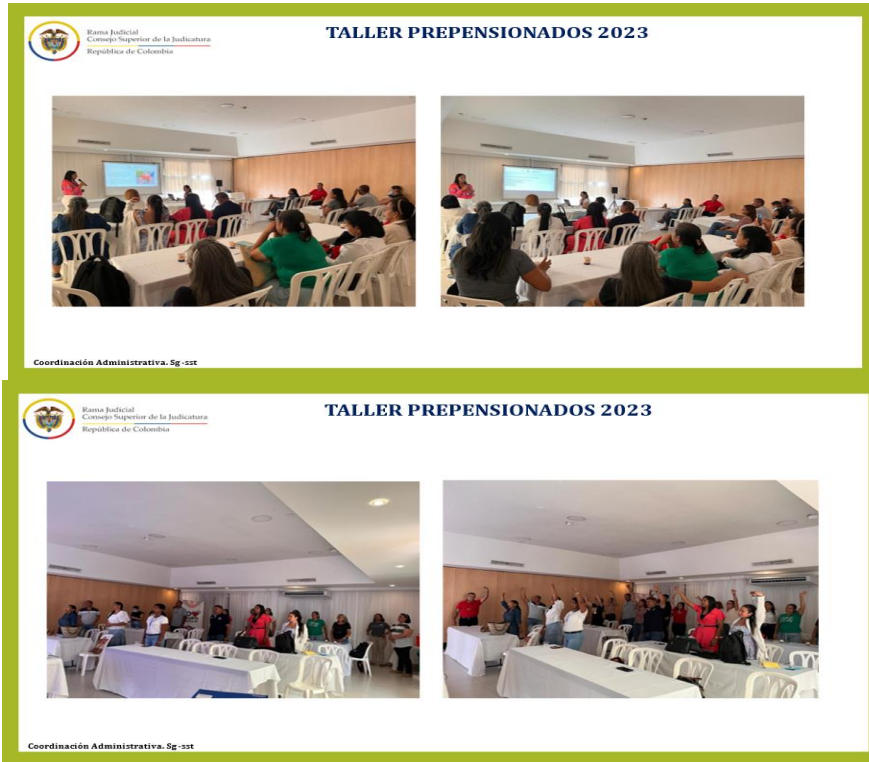 Rama Judicial
Consejo Superior de la Judicatura
República de Colombia
TALLER PREPENSIONADOS 2023
Coordinación Administrativa. Sg-sst
Rama Judicial
Consejo Superior de la Judicatura
República de Colombia
TALLER PREPENSIONADOS 2023
Coordinación Administrativa. Sg-sst